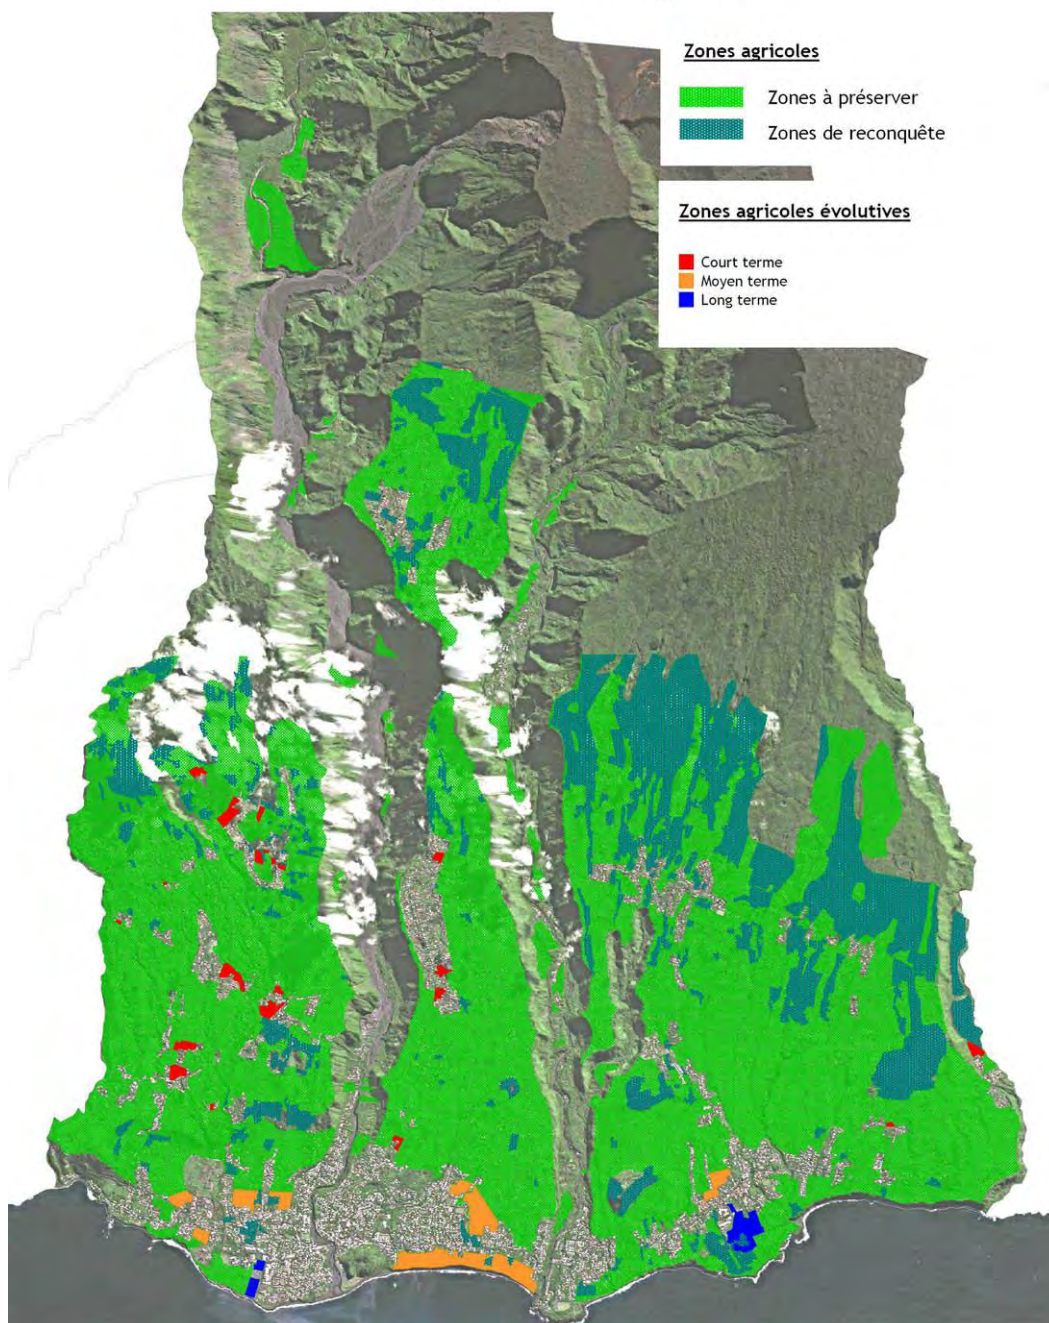 Zones agricoles
Zones à préserver
Zones de reconquête
Zones agricoles évolutives
Court terme
Moyen terme
Long terme